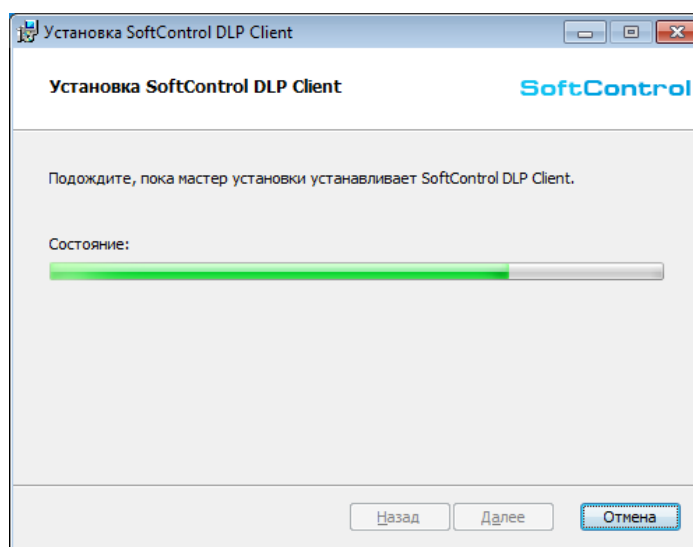 Установка SoftControl DLP Client
Установка SoftControl DLP Client
SoftControl
Подождите, пока мастер установки устанавливает SoftControl DLP Client.
Состояние:
Назад
Далее
Отмена